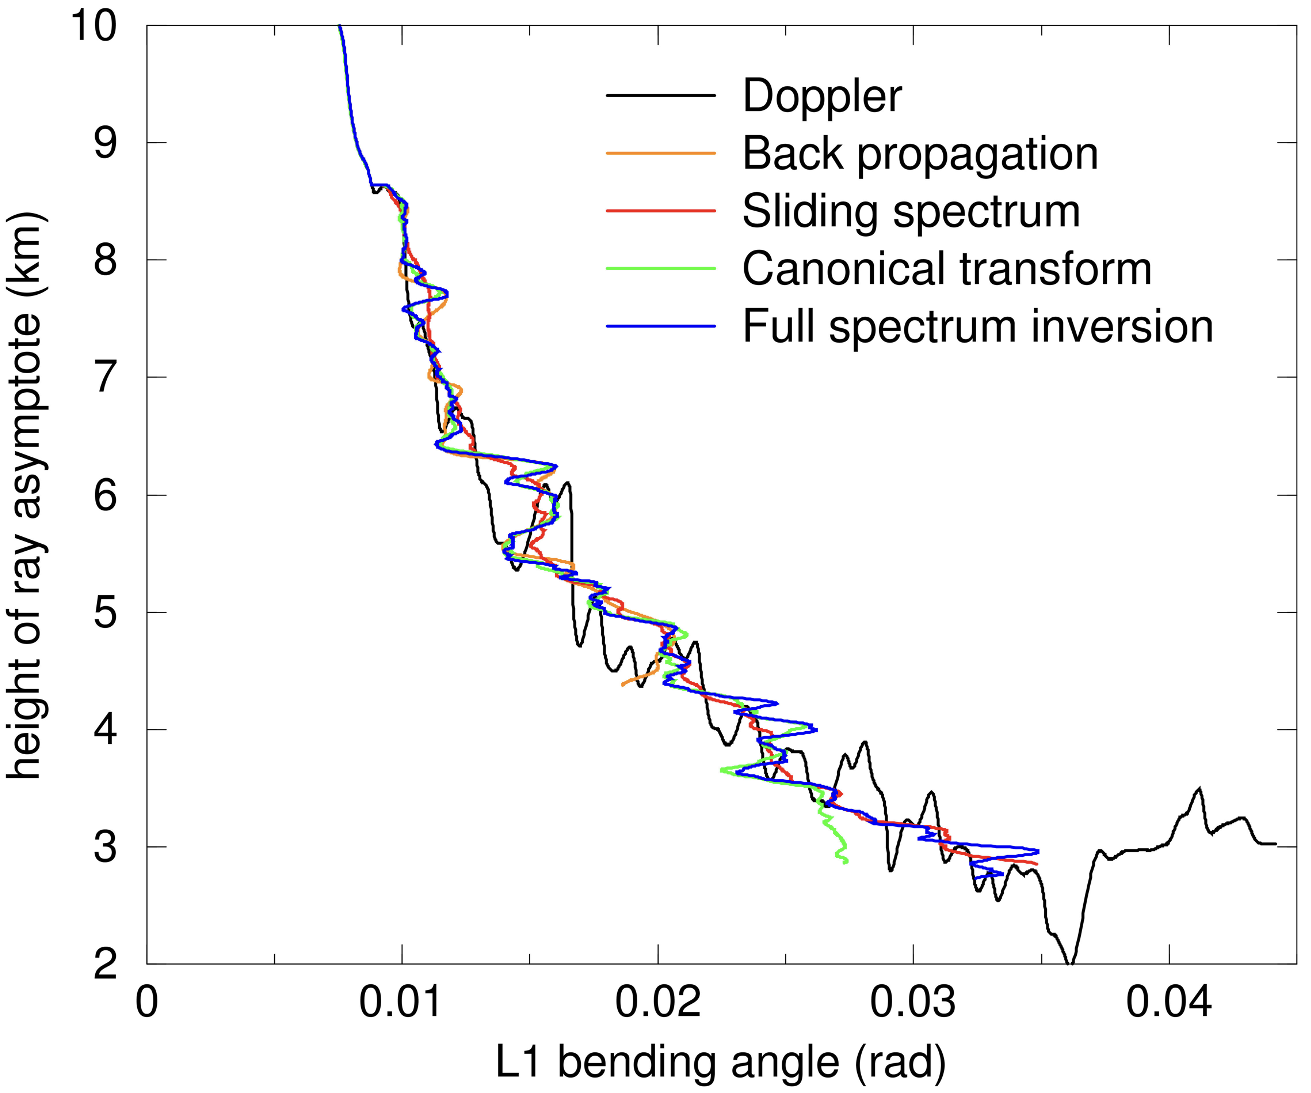 10
9
8
7
6
5
4
3
2
height of ray asymptote (km)
Doppler
Back propagation
Sliding spectrum
Canonical transform
Full spectrum inversion
0 0.01 0.02 0.03 0.04
L1 bending angle (rad)